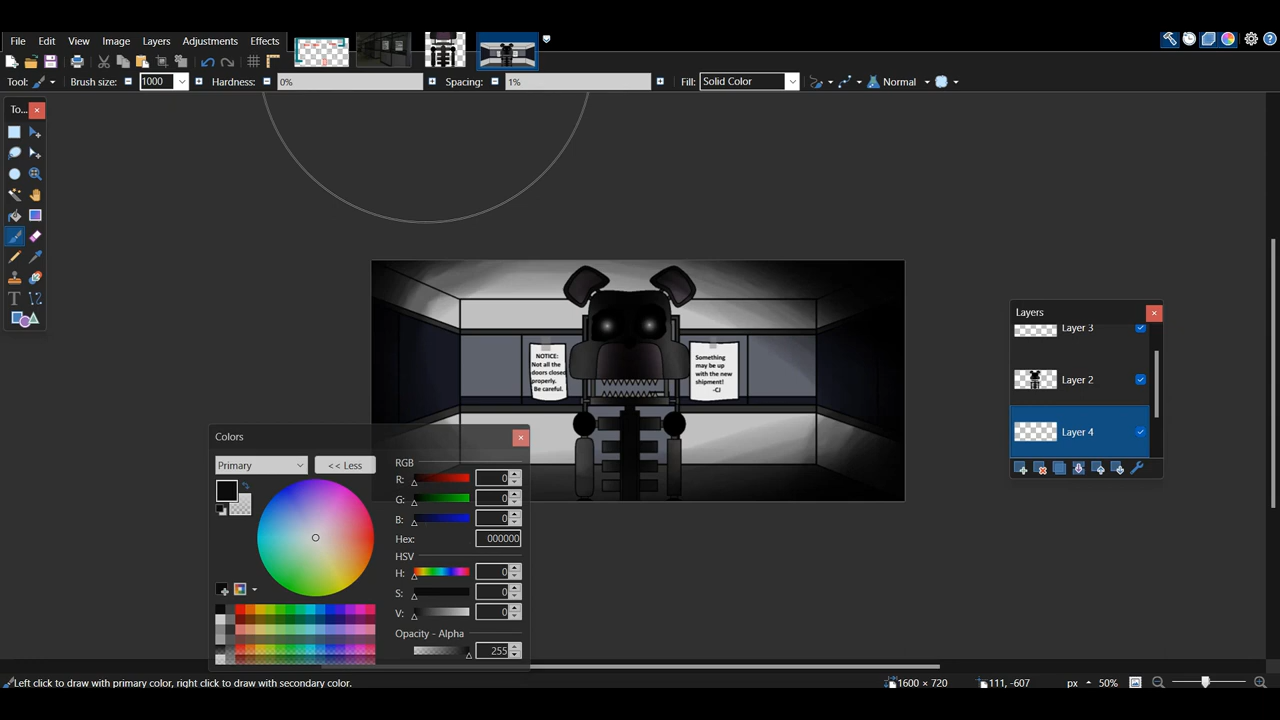 File Edit View Image Layers Adjustments Effects
Tool: Brush size: 1000 Hardness: 0% Spacing: 1% Fill: Solid Color Normal
To...
NOTICE:
Not all the
doors closed
properly.
Be careful.
Something
may be up
with the new
shipment!
-CJ
Layers
Layer 3
Layer 2
Layer 4
Colors
Primary
<< Less
RGB
R: 0
G: 0
B: 0
Hex: 000000
HSV
H: 0
S: 0
V: 0
Opacity - Alpha
255
Left click to draw with primary color, right click to draw with secondary color.
1600 × 720
111, -607
px
50%